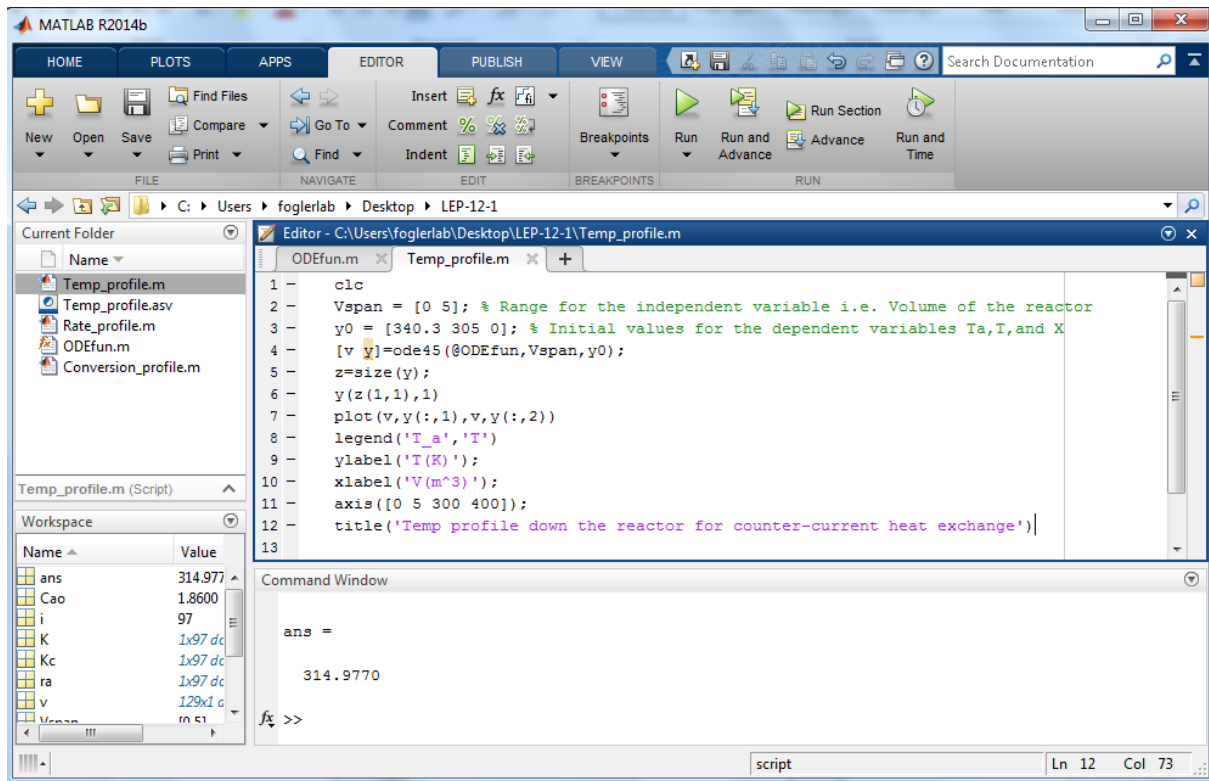 MATLAB R2014b
HOME PLOTS APPS EDITOR PUBLISH VIEW Search Documentation
New Open Save Find Files Compare Print
FILE
Go To Find
NAVIGATE
Insert fx
Comment
Indent
EDIT
Breakpoints
BREAKPOINTS
Run Run and Advance Run Section Advance Run and Time
RUN
C: Users foglerlab Desktop LEP-12-1
Current Folder
Name
Temp_profile.m
Temp_profile.asv
Rate_profile.m
ODEfun.m
Conversion_profile.m
Temp_profile.m (Script)
Workspace
Name Value
ans 314.977
Cao 1.8600
i 97
K 1x97 dc
Kc 1x97 dc
ra 1x97 dc
v 129x1 d
Vspan [0 5]
Editor - C:\Users\foglerlab\Desktop\LEP-12-1\Temp_profile.m
ODEfun.m Temp_profile.m
1 – clc
2 – Vspan = [0 5]; % Range for the independent variable i.e. Volume of the reactor
3 – y0 = [340.3 305 0]; % Initial values for the dependent variables Ta,T,and X
4 – [v y]=ode45(@ODEfun,Vspan,y0);
5 – z=size(y);
6 – y(z(1,1),1)
7 – plot(v,y(:,1),v,y(:,2))
8 – legend('T_a','T')
9 – ylabel('T(K)');
10 – xlabel('V(m^3)');
11 – axis([0 5 300 400]);
12 – title('Temp profile down the reactor for counter-current heat exchange')
13
Command Window
ans =
314.9770
fx >>
script Ln 12 Col 73